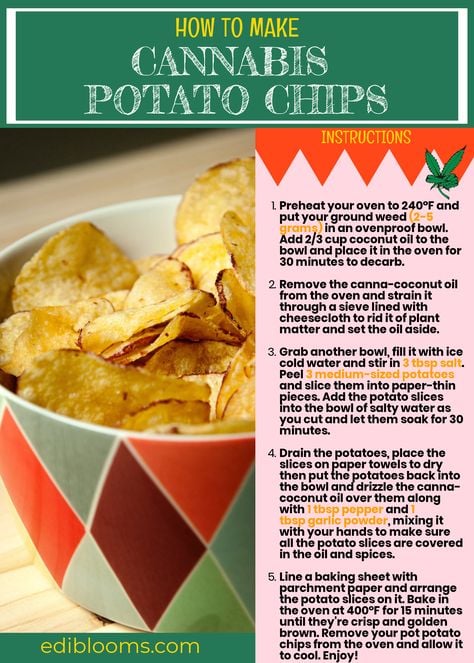 HOW TO MAKE
CANNABIS
POTATO CHIPS
INSTRUCTIONS
1. Preheat your oven to 240°F and
put your ground weed (2-5
grams) in an ovenproof bowl.
Add 2/3 cup coconut oil to the
bowl and place it in the oven for
30 minutes to decarb.
2. Remove the canna-coconut oil
from the oven and strain it
through a sieve lined with
cheesecloth to rid it of plant
matter and set the oil aside.
3. Grab another bowl, fill it with ice
cold water and stir in 3 tbsp salt.
Peel 3 medium-sized potatoes
and slice them into paper-thin
pieces. Add the potato slices
into the bowl of salty water as
you cut and let them soak for 30
minutes.
4. Drain the potatoes, place the
slices on paper towels to dry
then put the potatoes back into
the bowl and drizzle the canna-
coconut oil over them along
with 1 tbsp pepper and 1
tbsp garlic powder, mixing it
with your hands to make sure
all the potato slices are covered
in the oil and spices.
5. Line a baking sheet with
parchment paper and arrange
the potato slices on it. Bake in
the oven at 400°F for 15 minutes
until they're crisp and golden
brown. Remove your pot potato
chips from the oven and allow it
to cool. Enjoy!
ediblooms.com